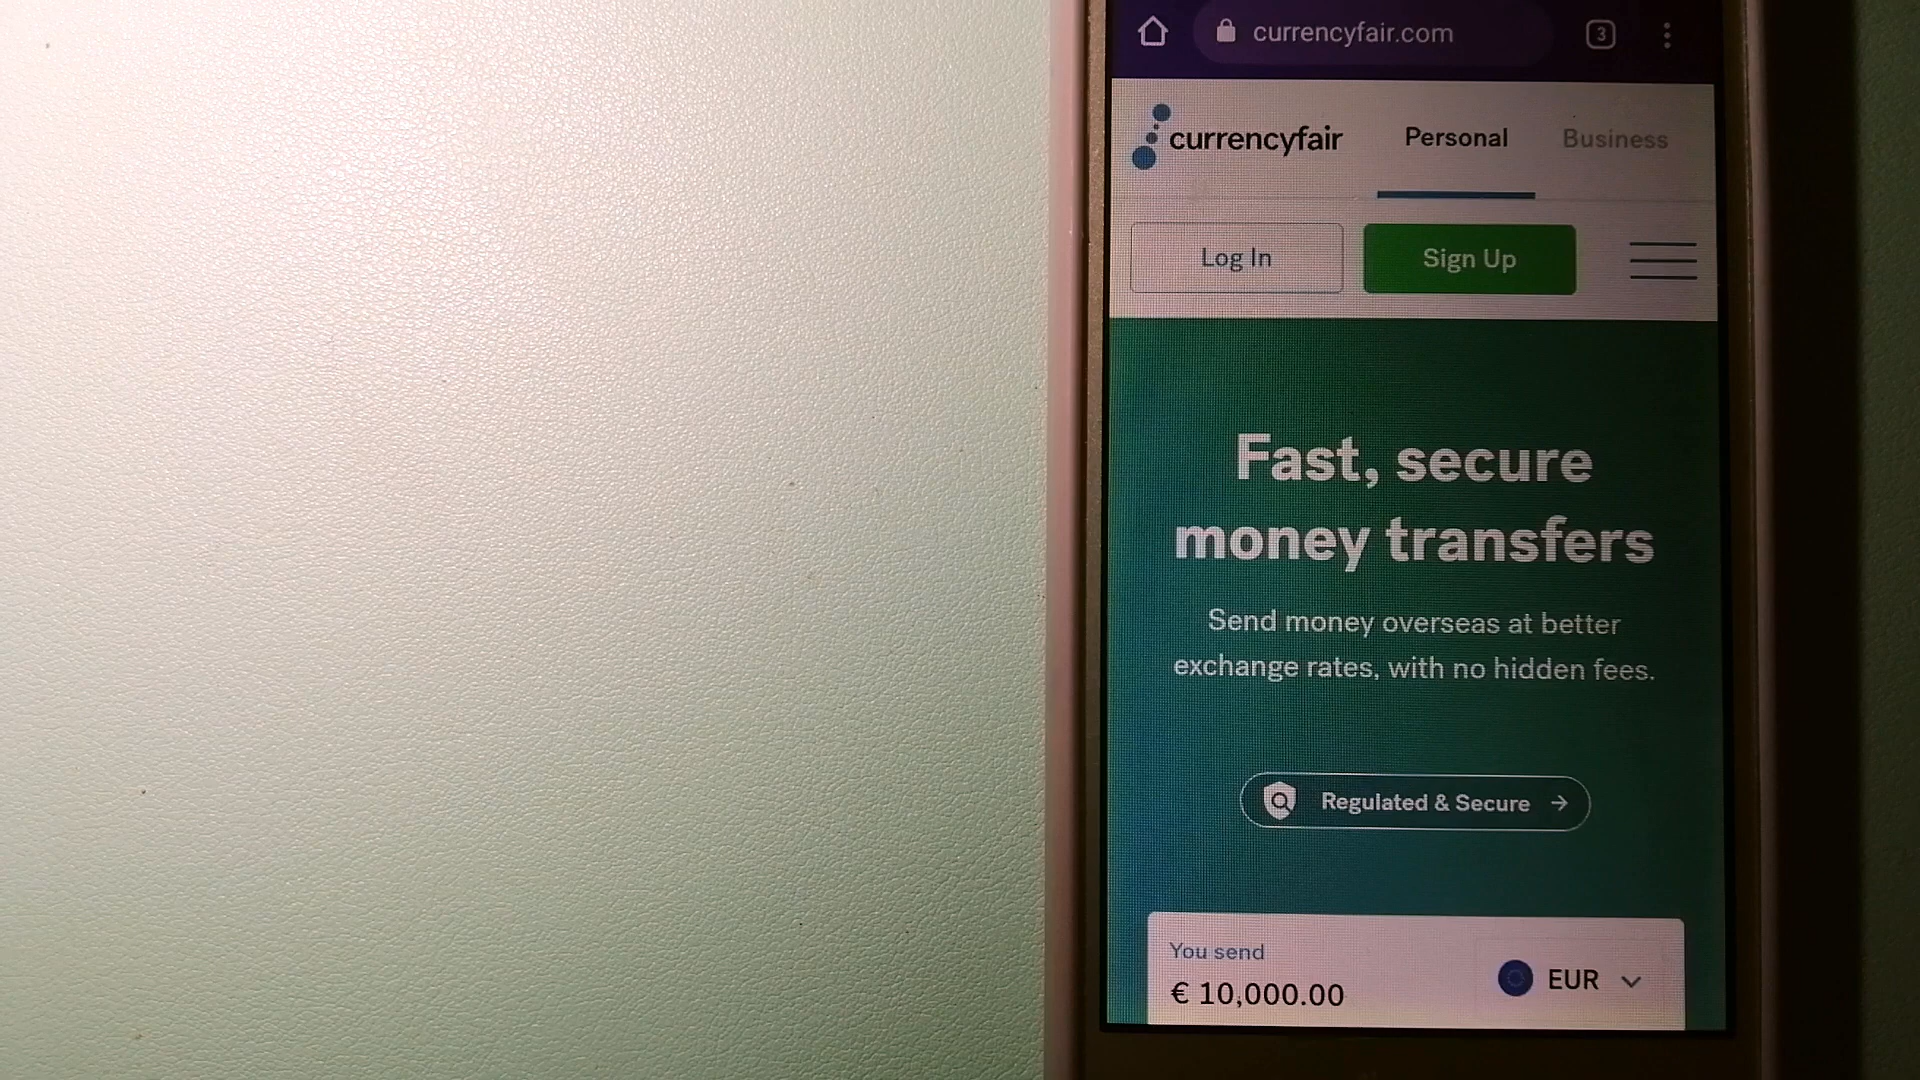 currencyfair.com
3
currencyfair
Personal
Business
Log In
Sign Up
Fast, secure
money transfers
Send money overseas at better
exchange rates, with no hidden fees.
Regulated & Secure →
You send
€ 10,000.00
EUR